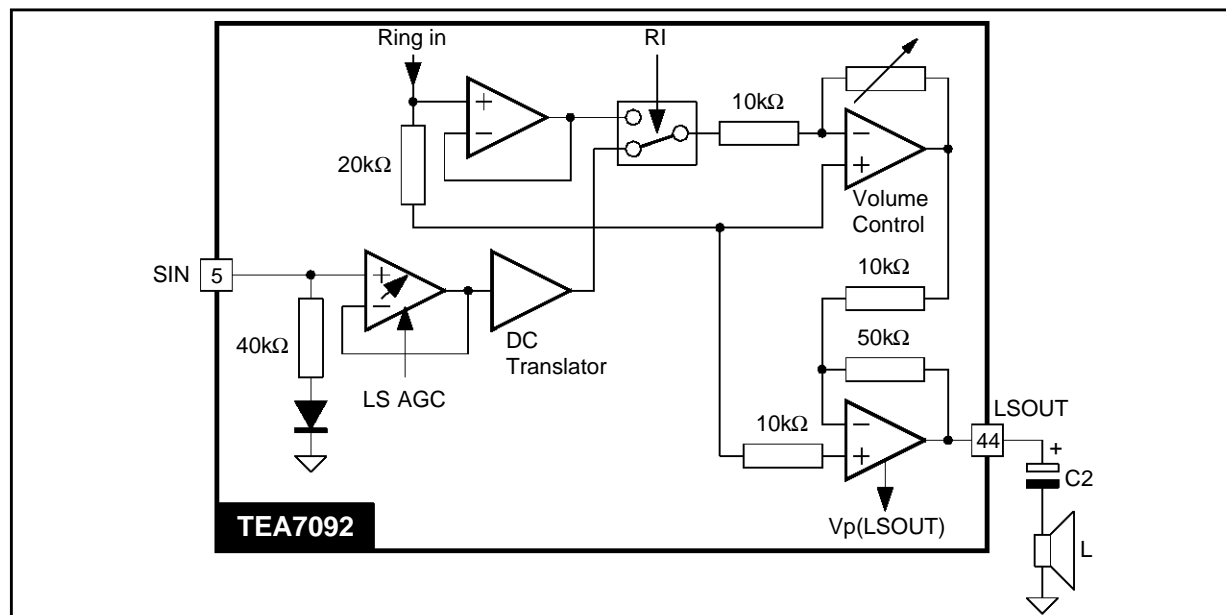 Ring in
RI
10kΩ
+
−
20kΩ
−
+
Volume
Control
SIN
5
+
−
DC
Translator
10kΩ
50kΩ
40kΩ
LS AGC
10kΩ
−
+
LSOUT
44
+
C2
Vp(LSOUT)
L
TEA7092